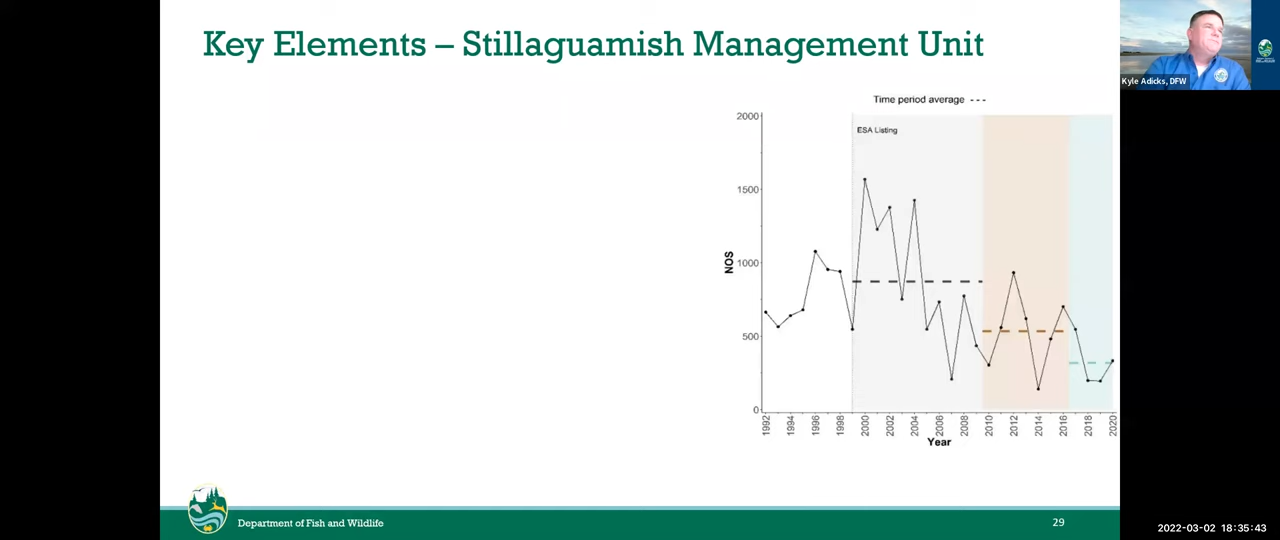 Key Elements – Stillaguamish Management Unit
Kyle Adicks, DFW
Time period average
2000
ESA Listing
1500
NOS
1000
500
0
1992 1994 1996 1998 2000 2002 2004 2006 2008 2010 2012 2014 2016 2018 2020
Year
Department of Fish and Wildlife
29
2022-03-02 18:35:43